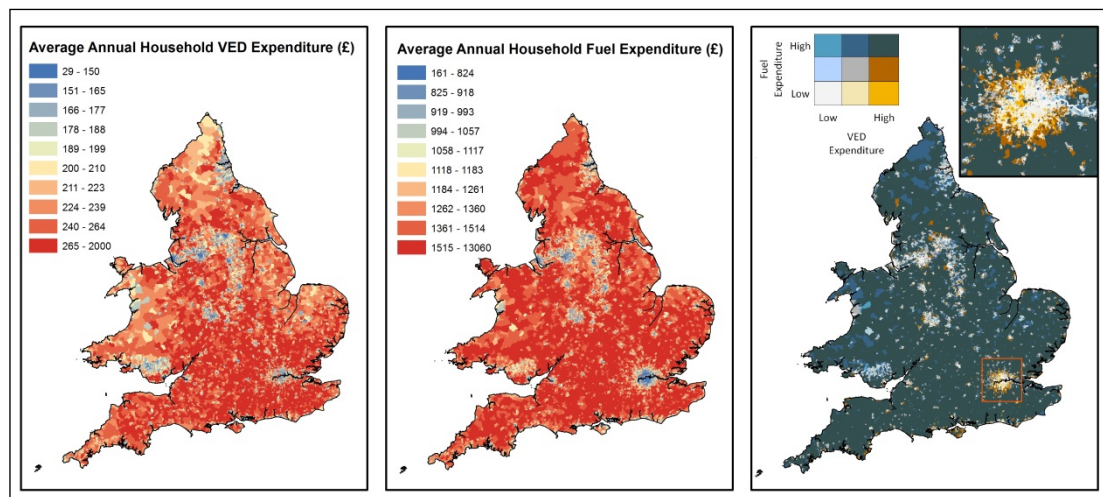 Average Annual Household VED Expenditure (£)
29 - 150
151 - 165
166 - 177
178 - 188
189 - 199
200 - 210
211 - 223
224 - 239
240 - 264
265 - 2000
Average Annual Household Fuel Expenditure (£)
161 - 824
825 - 918
919 - 993
994 - 1057
1058 - 1117
1118 - 1183
1184 - 1261
1262 - 1360
1361 - 1514
1515 - 13060
High
Fuel
Expenditure
Low
Low
High
VED
Expenditure